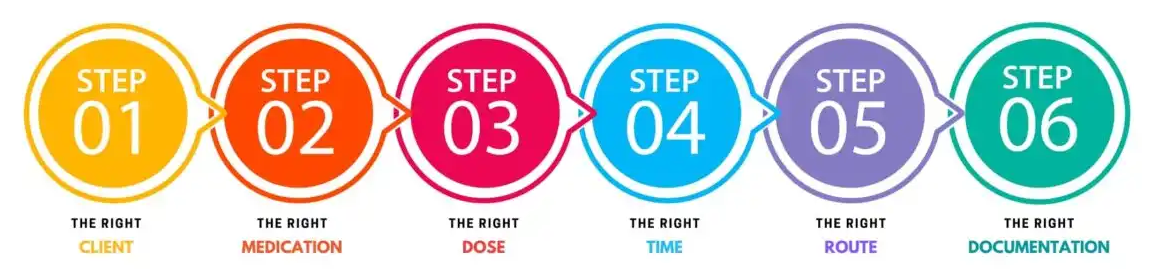 STEP
01
THE RIGHT
CLIENT
STEP
02
THE RIGHT
MEDICATION
STEP
03
THE RIGHT
DOSE
STEP
04
THE RIGHT
TIME
STEP
05
THE RIGHT
ROUTE
STEP
06
THE RIGHT
DOCUMENTATION